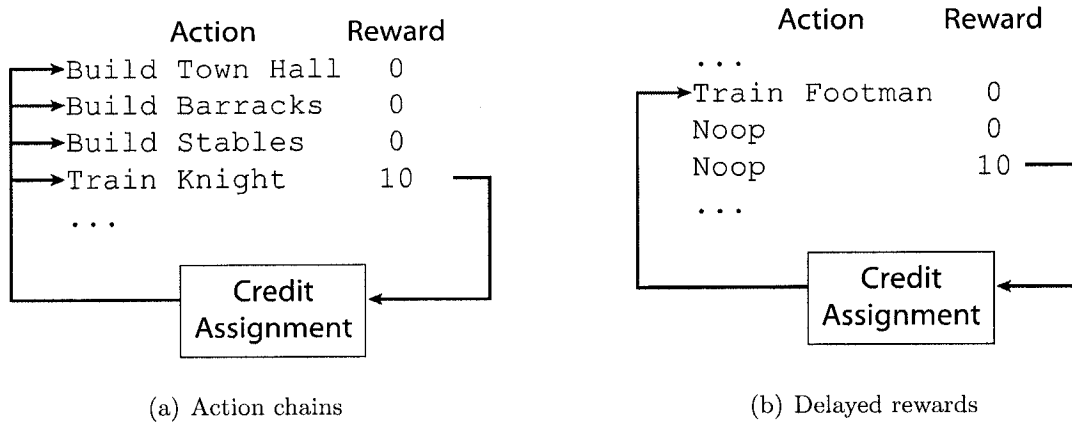 Action Reward
Build Town Hall 0
Build Barracks 0
Build Stables 0
Train Knight 10
...
Credit
Assignment
(a) Action chains
Action Reward
...
Train Footman 0
Noop 0
Noop 10
...
Credit
Assignment
(b) Delayed rewards